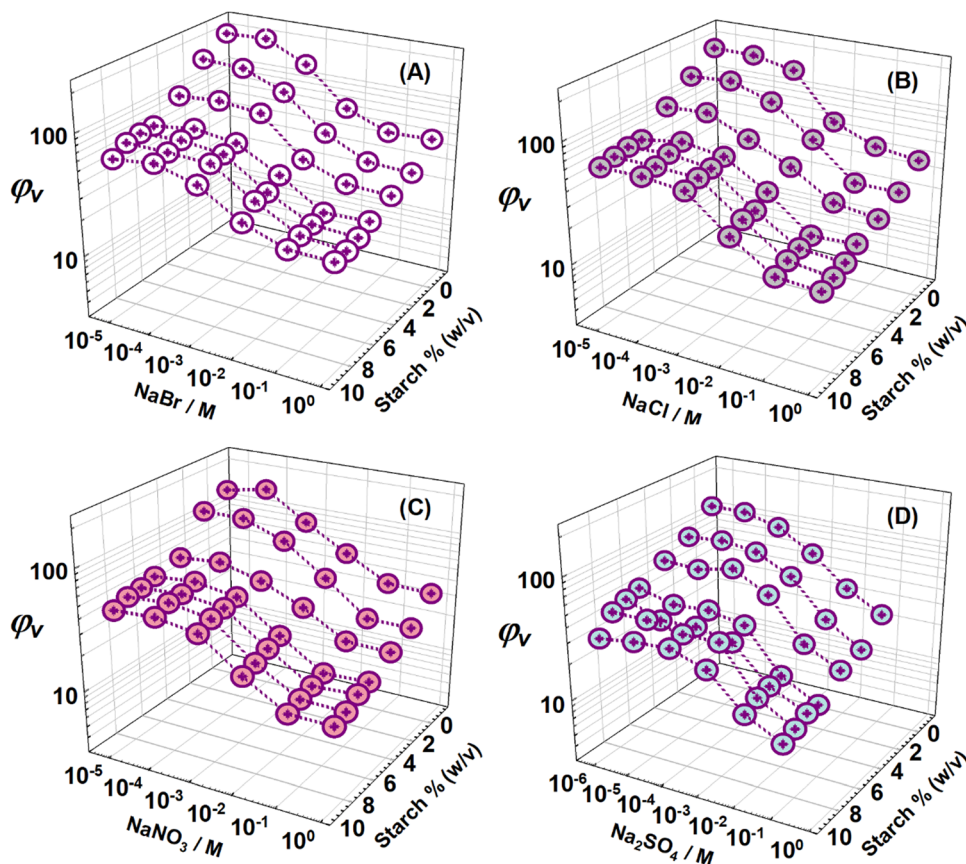 (A)
100
10
φv
10⁻⁵ 10⁻⁴ 10⁻³ 10⁻² 10⁻¹ 10⁰
NaBr / M
10 8 6 4 2 0
Starch % (w/v)
(B)
100
10
φv
10⁻⁵ 10⁻⁴ 10⁻³ 10⁻² 10⁻¹ 10⁰
NaCl / M
10 8 6 4 2 0
Starch % (w/v)
(C)
100
10
φv
10⁻⁵ 10⁻⁴ 10⁻³ 10⁻² 10⁻¹ 10⁰
NaNO₃ / M
10 8 6 4 2 0
Starch % (w/v)
(D)
100
10
φv
10⁻⁶ 10⁻⁵ 10⁻⁴ 10⁻³ 10⁻² 10⁻¹ 10⁰
Na₂SO₄ / M
10 8 6 4 2 0
Starch % (w/v)